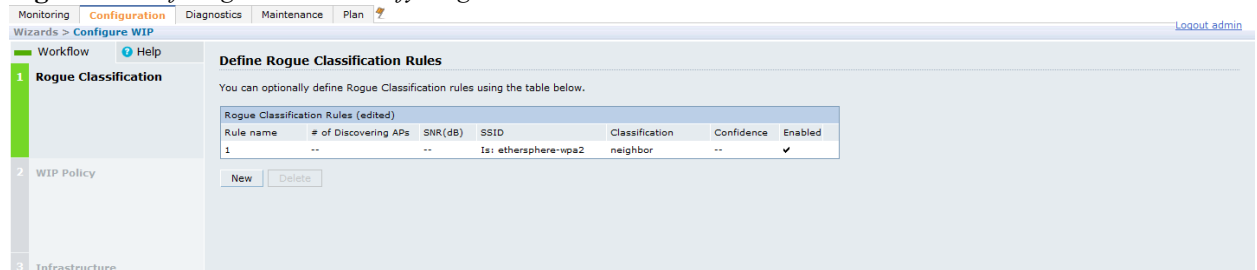 Monitoring Configuration Diagnostics Maintenance Plan
Logout admin
Wizards > Configure WIP
Workflow Help
1 Rogue Classification
2 WIP Policy
3 Infrastructure
Define Rogue Classification Rules
You can optionally define Rogue Classification rules using the table below.
Rogue Classification Rules (edited)
Rule name # of Discovering APs SNR(dB) SSID Classification Confidence Enabled
1 -- -- Is: ethersphere-wpa2 neighbor -- ✔
New Delete